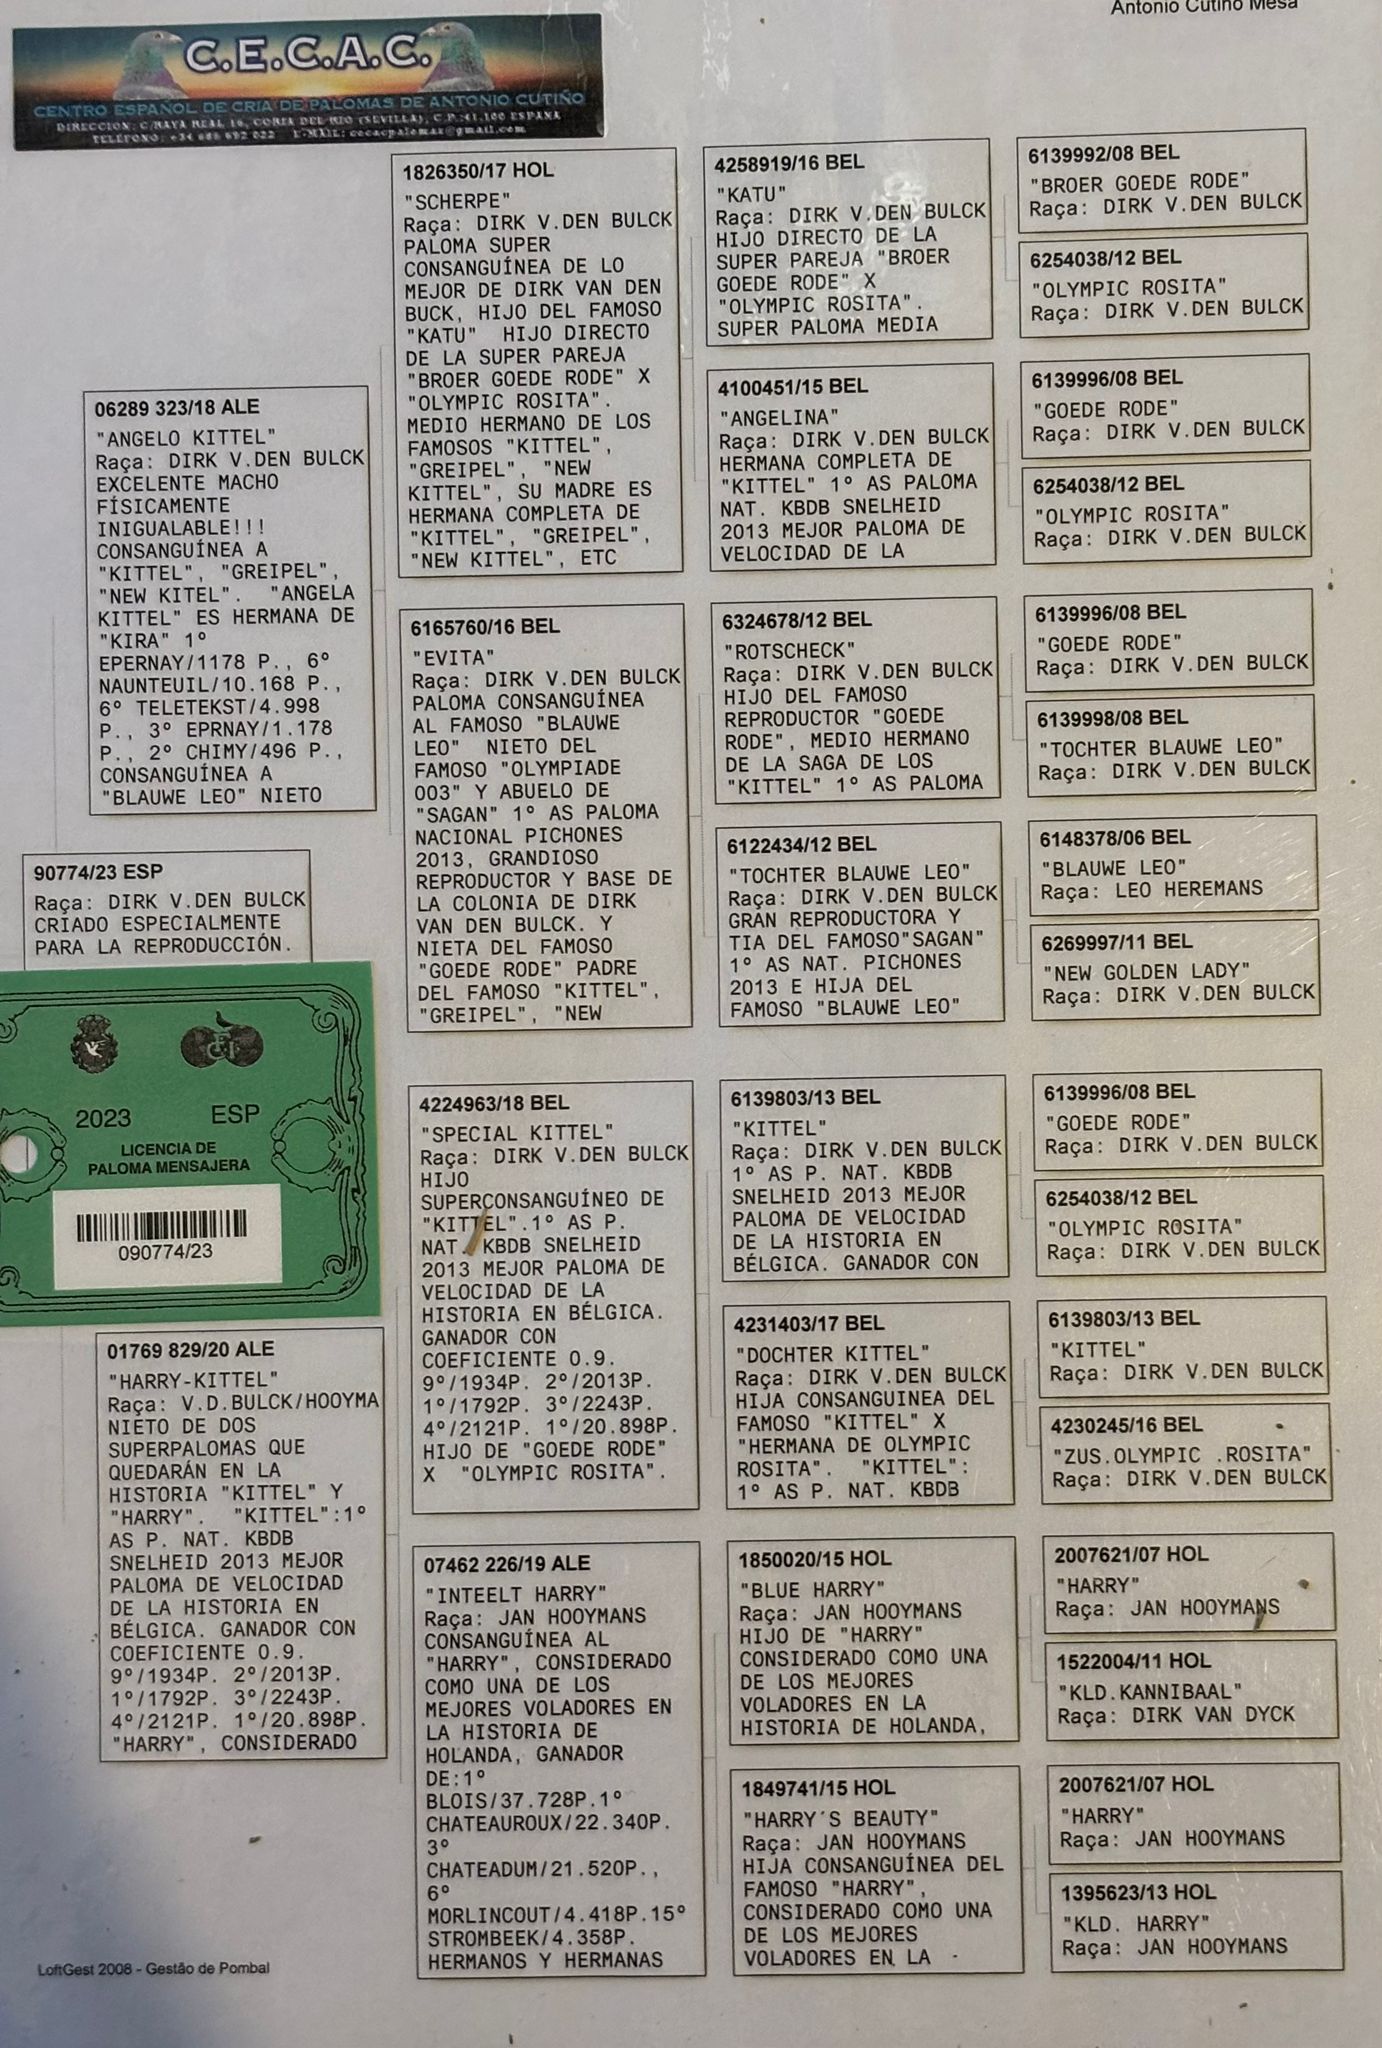 Antonio Cutiño Mesa
C.E.C.A.C.
CENTRO ESPAÑOL DE CRIA DE PALOMAS DE ANTONIO CUTIÑO
DIRECCION: C/RAYA REAL 16, CORIA DEL RIO (SEVILLA), C.P.:41.100 ESPAÑA
TELEFONO: +34 686 692 022 E-MAIL: cecacpalomas@gmail.com
90774/23 ESP
Raça: DIRK V.DEN BULCK
CRIADO ESPECIALMENTE
PARA LA REPRODUCCIÓN.
2023 ESP
LICENCIA DE
PALOMA MENSAJERA
090774/23
06289 323/18 ALE
"ANGELO KITTEL"
Raça: DIRK V.DEN BULCK
EXCELENTE MACHO
FÍSICAMENTE
INIGUALABLE!!!
CONSANGUÍNEA A
"KITTEL", "GREIPEL",
"NEW KITEL". "ANGELA
KITTEL" ES HERMANA DE
"KIRA" 1º
EPERNAY/1178 P., 6º
NAUNTEUIL/10.168 P.,
6º TELETEKST/4.998
P., 3º EPRNAY/1.178
P., 2º CHIMY/496 P.,
CONSANGUÍNEA A
"BLAUWE LEO" NIETO
01769 829/20 ALE
"HARRY-KITTEL"
Raça: V.D.BULCK/HOOYMA
NIETO DE DOS
SUPERPALOMAS QUE
QUEDARÁN EN LA
HISTORIA "KITTEL" Y
"HARRY". "KITTEL":1º
AS P. NAT. KBDB
SNELHEID 2013 MEJOR
PALOMA DE VELOCIDAD
DE LA HISTORIA EN
BÉLGICA. GANADOR CON
COEFICIENTE 0.9.
9º/1934P. 2º/2013P.
1º/1792P. 3º/2243P.
4º/2121P. 1º/20.898P.
"HARRY", CONSIDERADO
1826350/17 HOL
"SCHERPE"
Raça: DIRK V.DEN BULCK
PALOMA SUPER
CONSANGUÍNEA DE LO
MEJOR DE DIRK VAN DEN
BUCK, HIJO DEL FAMOSO
"KATU" HIJO DIRECTO
DE LA SUPER PAREJA
"BROER GOEDE RODE" X
"OLYMPIC ROSITA".
MEDIO HERMANO DE LOS
FAMOSOS "KITTEL",
"GREIPEL", "NEW
KITTEL", SU MADRE ES
HERMANA COMPLETA DE
"KITTEL", "GREIPEL",
"NEW KITTEL", ETC
6165760/16 BEL
"EVITA"
Raça: DIRK V.DEN BULCK
PALOMA CONSANGUÍNEA
AL FAMOSO "BLAUWE
LEO" NIETO DEL
FAMOSO "OLYMPIADE
003" Y ABUELO DE
"SAGAN" 1º AS PALOMA
NACIONAL PICHONES
2013, GRANDIOSO
REPRODUCTOR Y BASE DE
LA COLONIA DE DIRK
VAN DEN BULCK. Y
NIETA DEL FAMOSO
"GOEDE RODE" PADRE
DEL FAMOSO "KITTEL",
"GREIPEL", "NEW
4224963/18 BEL
"SPECIAL KITTEL"
Raça: DIRK V.DEN BULCK
HIJO
SUPERCONSANGUÍNEO DE
"KITTEL".1º AS P.
NAT. KBDB SNELHEID
2013 MEJOR PALOMA DE
VELOCIDAD DE LA
HISTORIA EN BÉLGICA.
GANADOR CON
COEFICIENTE 0.9.
9º/1934P. 2º/2013P.
1º/1792P. 3º/2243P.
4º/2121P. 1º/20.898P.
HIJO DE "GOEDE RODE"
X "OLYMPIC ROSITA".
07462 226/19 ALE
"INTEELT HARRY"
Raça: JAN HOOYMANS
CONSANGUÍNEA AL
"HARRY", CONSIDERADO
COMO UNA DE LOS
MEJORES VOLADORES EN
LA HISTORIA DE
HOLANDA, GANADOR
DE:1º
BLOIS/37.728P.1º
CHATEAUROUX/22.340P.
3º
CHATEADUM/21.520P.,
6º
MORLINCOUT/4.418P.15º
STROMBEEK/4.358P.
HERMANOS Y HERMANAS
4258919/16 BEL
"KATU"
Raça: DIRK V.DEN BULCK
HIJO DIRECTO DE LA
SUPER PAREJA "BROER
GOEDE RODE" X
"OLYMPIC ROSITA".
SUPER PALOMA MEDIA
4100451/15 BEL
"ANGELINA"
Raça: DIRK V.DEN BULCK
HERMANA COMPLETA DE
"KITTEL" 1º AS PALOMA
NAT. KBDB SNELHEID
2013 MEJOR PALOMA DE
VELOCIDAD DE LA
6324678/12 BEL
"ROTSCHECK"
Raça: DIRK V.DEN BULCK
HIJO DEL FAMOSO
REPRODUCTOR "GOEDE
RODE", MEDIO HERMANO
DE LA SAGA DE LOS
"KITTEL" 1º AS PALOMA
6122434/12 BEL
"TOCHTER BLAUWE LEO"
Raça: DIRK V.DEN BULCK
GRAN REPRODUCTORA Y
TIA DEL FAMOSO"SAGAN"
1º AS NAT. PICHONES
2013 E HIJA DEL
FAMOSO "BLAUWE LEO"
6139803/13 BEL
"KITTEL"
Raça: DIRK V.DEN BULCK
1º AS P. NAT. KBDB
SNELHEID 2013 MEJOR
PALOMA DE VELOCIDAD
DE LA HISTORIA EN
BÉLGICA. GANADOR CON
4231403/17 BEL
"DOCHTER KITTEL"
Raça: DIRK V.DEN BULCK
HIJA CONSANGUINEA DEL
FAMOSO "KITTEL" X
"HERMANA DE OLYMPIC
ROSITA". "KITTEL":
1º AS P. NAT. KBDB
1850020/15 HOL
"BLUE HARRY"
Raça: JAN HOOYMANS
HIJO DE "HARRY"
CONSIDERADO COMO UNA
DE LOS MEJORES
VOLADORES EN LA
HISTORIA DE HOLANDA,
1849741/15 HOL
"HARRY´S BEAUTY"
Raça: JAN HOOYMANS
HIJA CONSANGUÍNEA DEL
FAMOSO "HARRY",
CONSIDERADO COMO UNA
DE LOS MEJORES
VOLADORES EN LA
6139992/08 BEL
"BROER GOEDE RODE"
Raça: DIRK V.DEN BULCK
6254038/12 BEL
"OLYMPIC ROSITA"
Raça: DIRK V.DEN BULCK
6139996/08 BEL
"GOEDE RODE"
Raça: DIRK V.DEN BULCK
6254038/12 BEL
"OLYMPIC ROSITA"
Raça: DIRK V.DEN BULCK
6139996/08 BEL
"GOEDE RODE"
Raça: DIRK V.DEN BULCK
6139998/08 BEL
"TOCHTER BLAUWE LEO"
Raça: DIRK V.DEN BULCK
6148378/06 BEL
"BLAUWE LEO"
Raça: LEO HEREMANS
6269997/11 BEL
"NEW GOLDEN LADY"
Raça: DIRK V.DEN BULCK
6139996/08 BEL
"GOEDE RODE"
Raça: DIRK V.DEN BULCK
6254038/12 BEL
"OLYMPIC ROSITA"
Raça: DIRK V.DEN BULCK
6139803/13 BEL
"KITTEL"
Raça: DIRK V.DEN BULCK
4230245/16 BEL
"ZUS.OLYMPIC .ROSITA"
Raça: DIRK V.DEN BULCK
2007621/07 HOL
"HARRY"
Raça: JAN HOOYMANS
1522004/11 HOL
"KLD.KANNIBAAL"
Raça: DIRK VAN DYCK
2007621/07 HOL
"HARRY"
Raça: JAN HOOYMANS
1395623/13 HOL
"KLD. HARRY"
Raça: JAN HOOYMANS
LoftGest 2008 - Gestão de Pombal